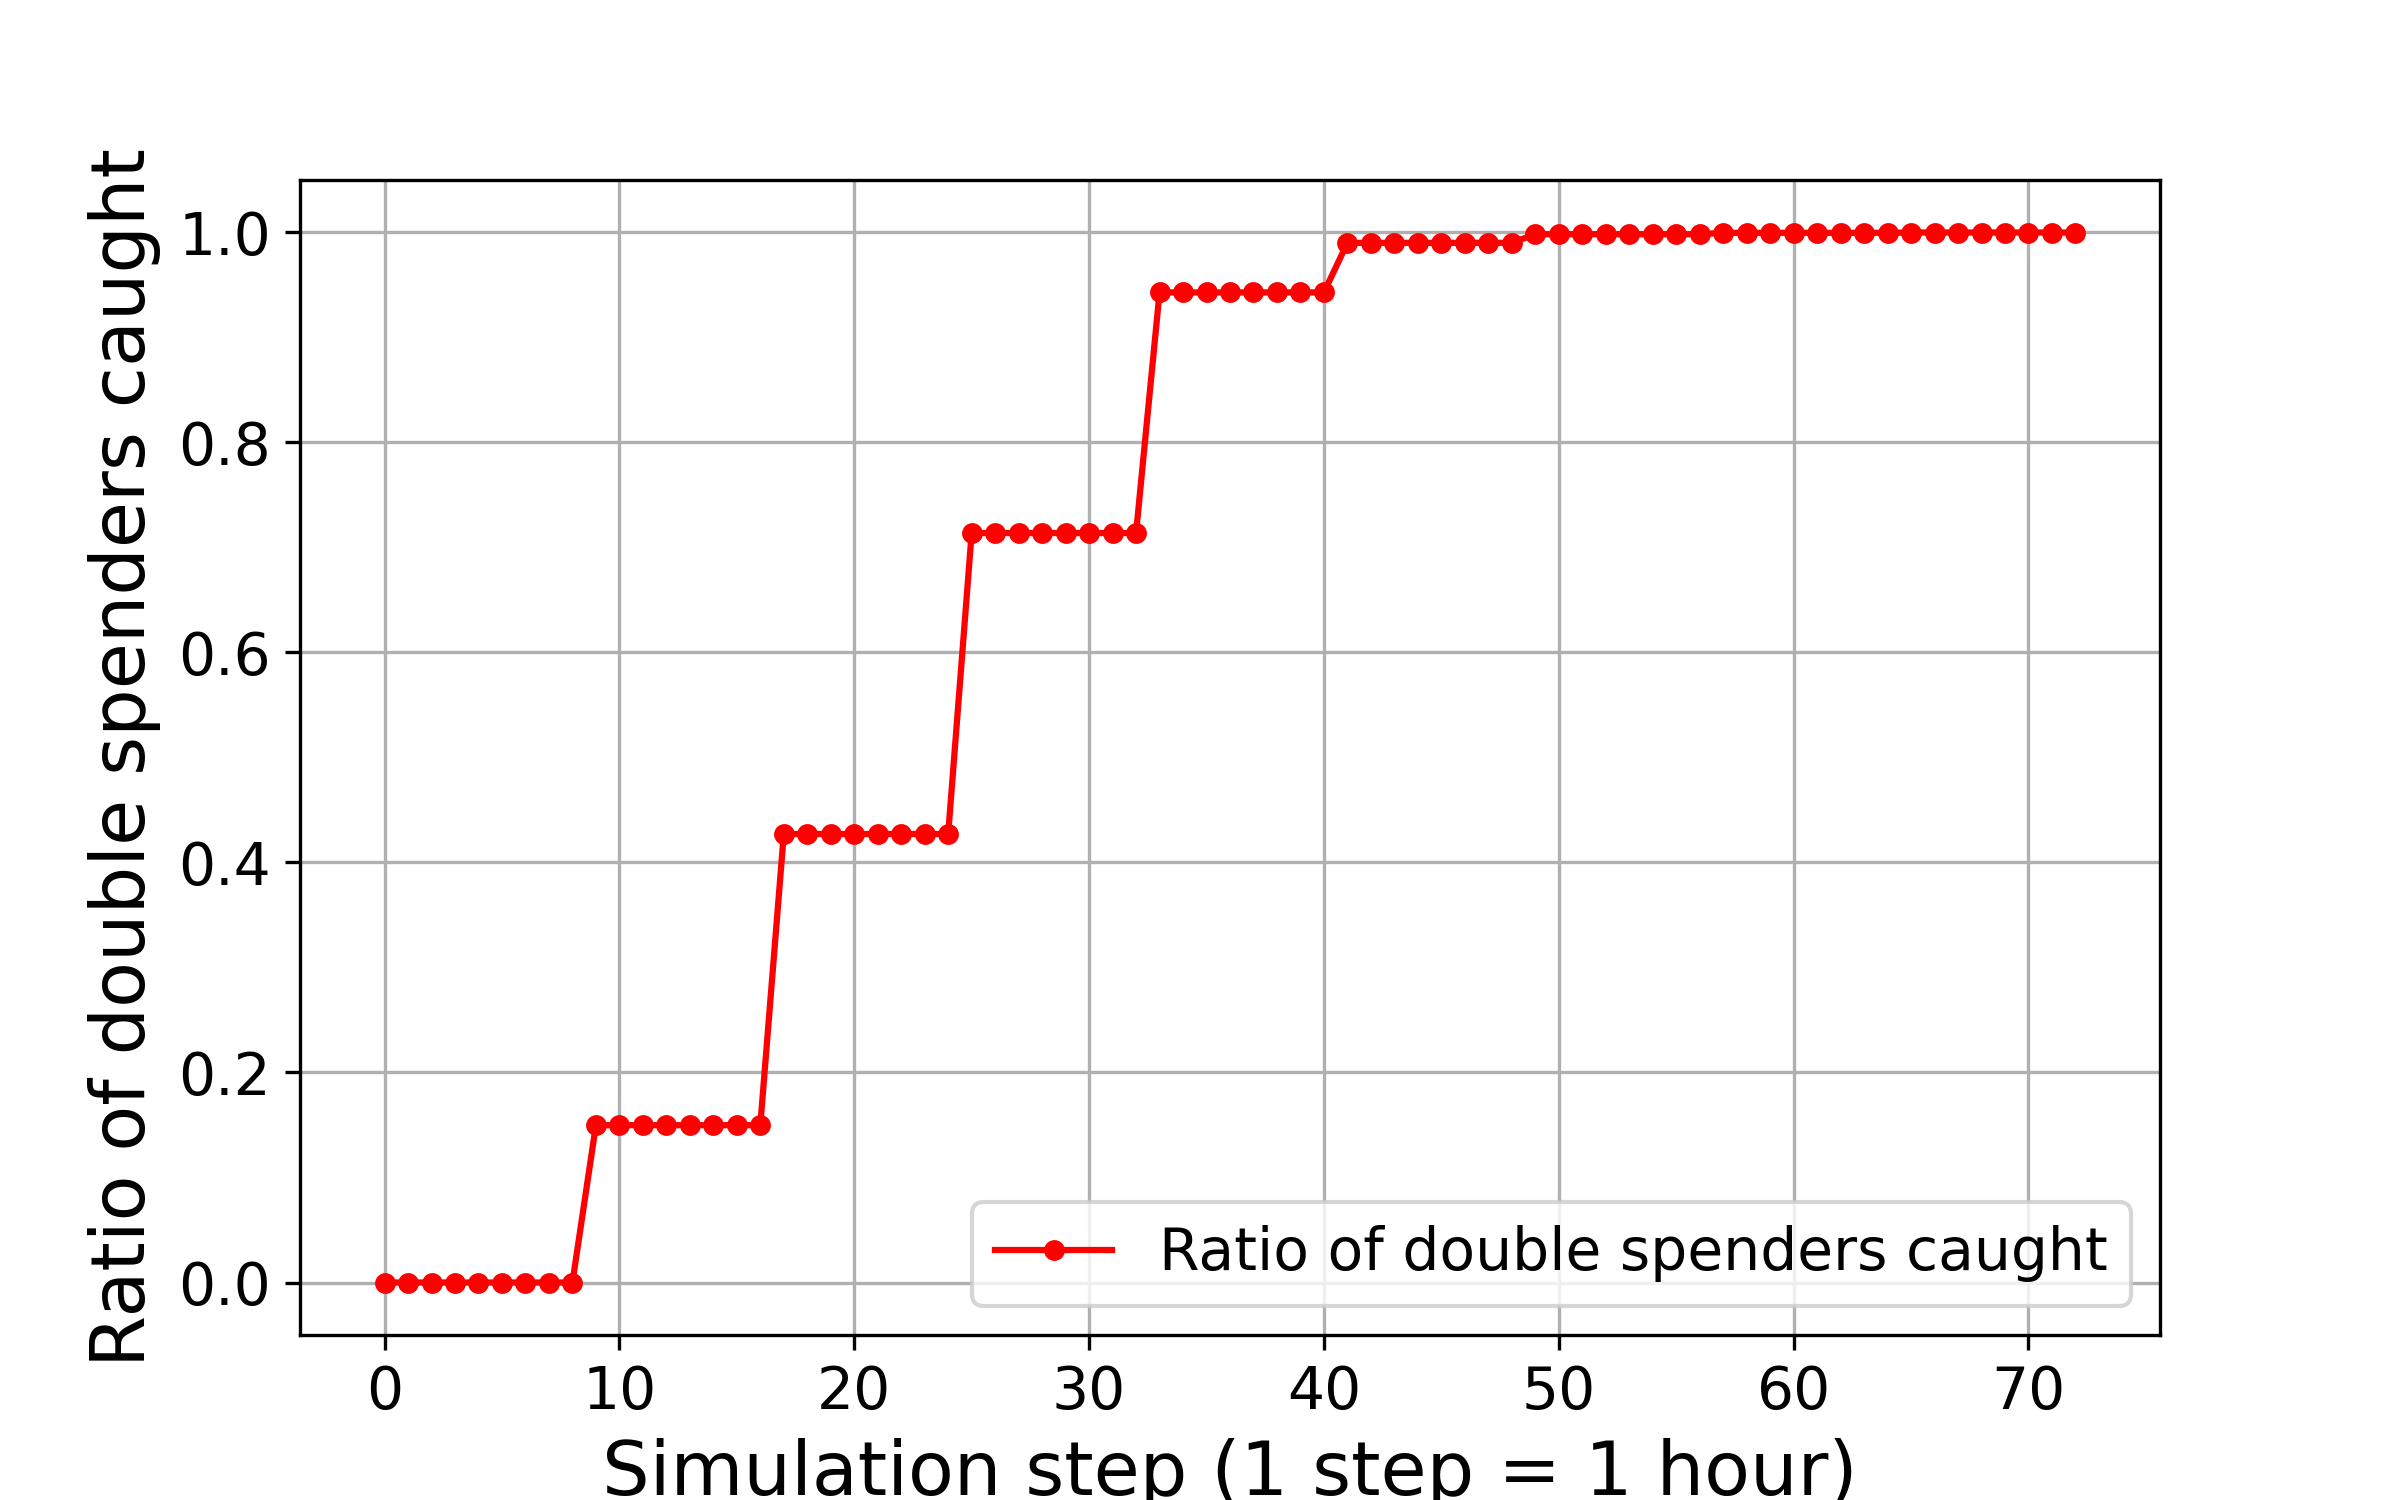 Ratio of double spenders caught
1.0
0.8
0.6
0.4
0.2
0.0
Ratio of double spenders caught
0 10 20 30 40 50 60 70
Simulation step (1 step = 1 hour)